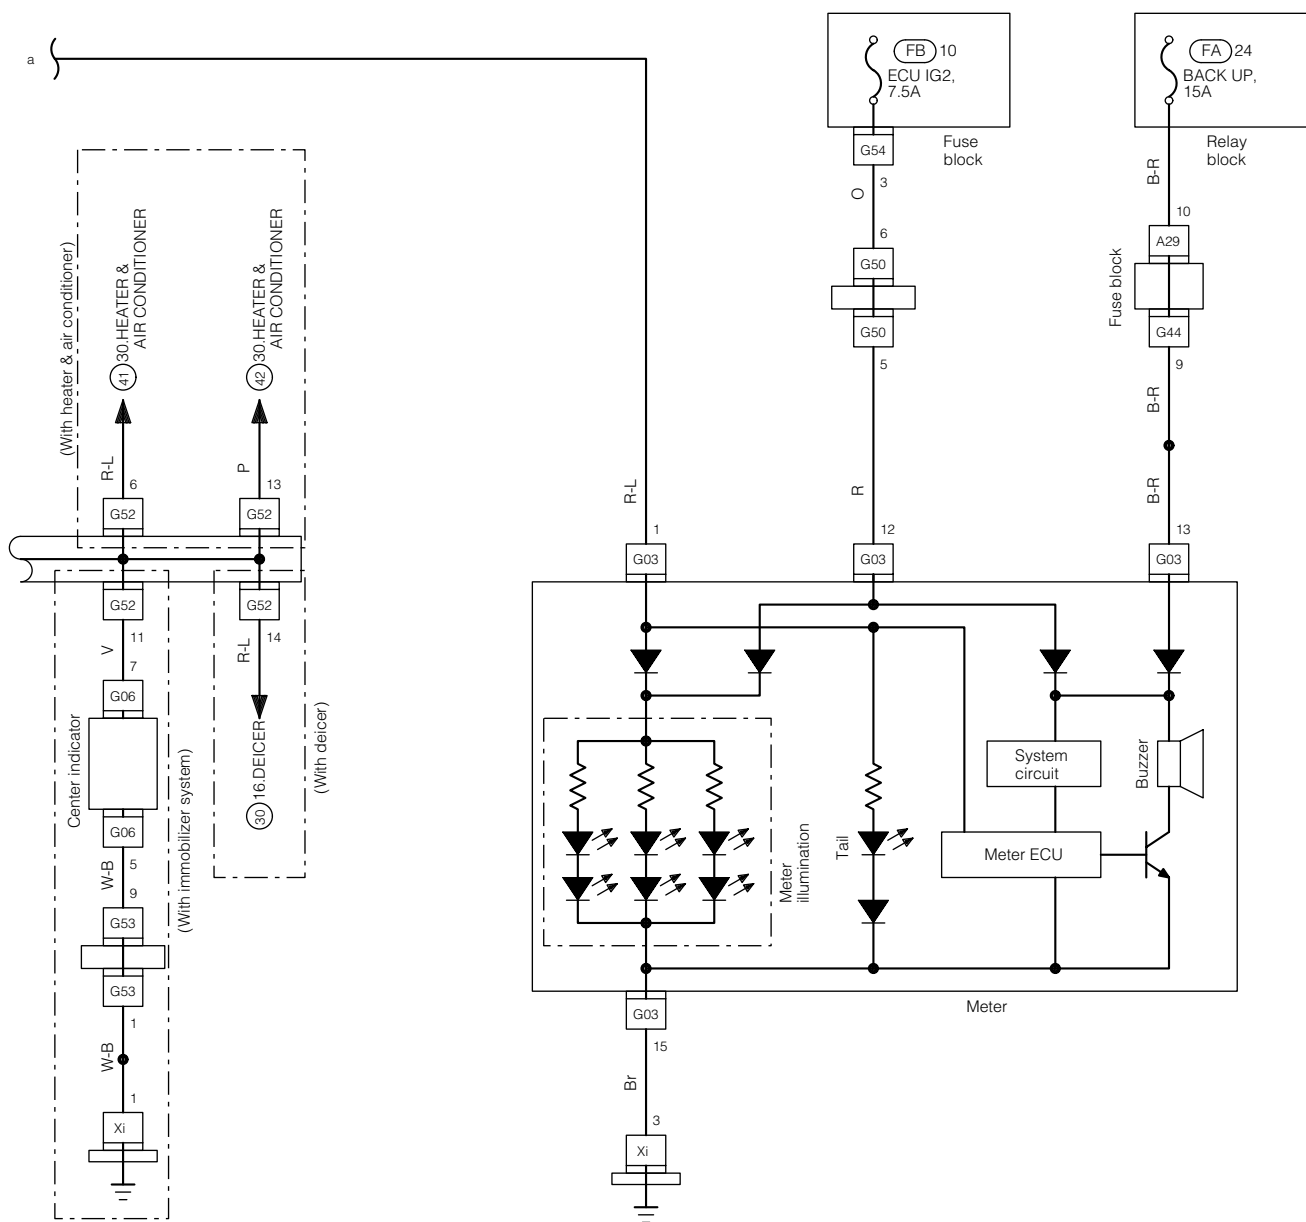 a
FB 10
ECU IG2,
7.5A
Fuse
block
FA 24
BACK UP,
15A
Relay
block
G54
3
O
6
G50
G50
5
R
12
G03
B-R
10
A29
Fuse block
G44
9
B-R
B-R
13
G03
R-L
1
G03
(With heater & air conditioner)
41 30.HEATER &
AIR CONDITIONER
42 30.HEATER &
AIR CONDITIONER
R-L
6
G52
P
13
G52
G52
11
V
7
G06
Center indicator
G06
5
W-B
9
G53
G53
1
W-B
1
Xi
(With immobilizer system)
G52
14
R-L
30 16.DEICER
(With deicer)
Meter
illumination
Tail
System
circuit
Buzzer
Meter ECU
Meter
G03
15
Br
3
Xi